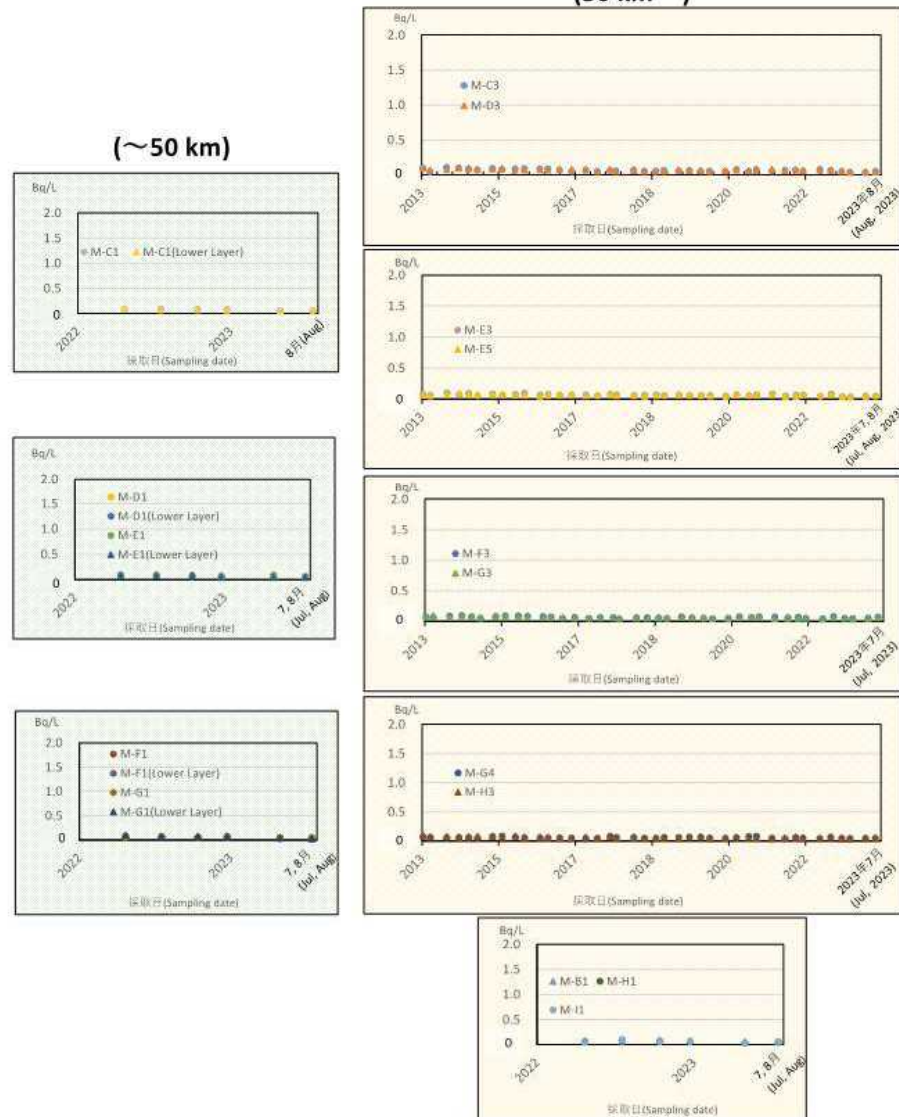 (～50 km)
Bq/L
2.0
1.5
1.0
0.5
0
M-C1 M-C1(Lower Layer)
2022
2023
8月(Aug)
採取日(Sampling date)
Bq/L
2.0
1.5
1.0
0.5
0
M-D1
M-D1(Lower Layer)
M-E1
M-E1(Lower Layer)
2022
2023
7, 8月
(Jul, Aug)
採取日(Sampling date)
Bq/L
2.0
1.5
1.0
0.5
0
M-F1
M-F1(Lower Layer)
M-G1
M-G1(Lower Layer)
2022
2023
7, 8月
(Jul, Aug)
採取日(Sampling date)
Bq/L
2.0
1.5
1.0
0.5
0
M-C3
M-D3
2013
2015
2017
2018
2020
2022
2023年8月
(Aug, 2023)
採取日(Sampling date)
Bq/L
2.0
1.5
1.0
0.5
0
M-E3
M-E5
2013
2015
2017
2018
2020
2022
2023年7, 8月
(Jul, Aug, 2023)
採取日(Sampling date)
Bq/L
2.0
1.5
1.0
0.5
0
M-F3
M-G3
2013
2015
2017
2018
2020
2022
2023年7月
(Jul, 2023)
採取日(Sampling date)
Bq/L
2.0
1.5
1.0
0.5
0
M-G4
M-H3
2013
2015
2017
2018
2020
2022
2023年7月
(Jul, 2023)
採取日(Sampling date)
Bq/L
2.0
1.5
1.0
0.5
0
M-B1 M-H1
M-I1
2022
2023
7, 8月
(Jul, Aug)
採取日(Sampling date)